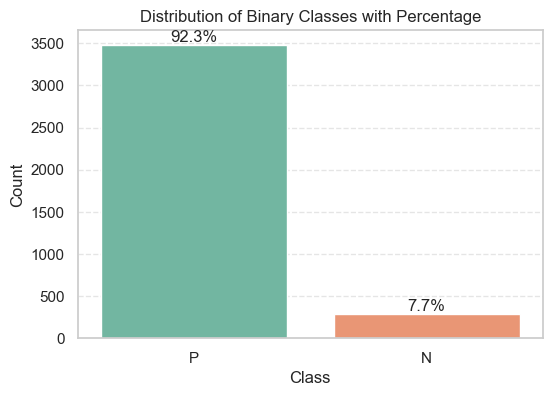 Distribution of Binary Classes with Percentage
3500
3000
2500
2000
1500
1000
500
0
Count
92.3%
7.7%
P
N
Class